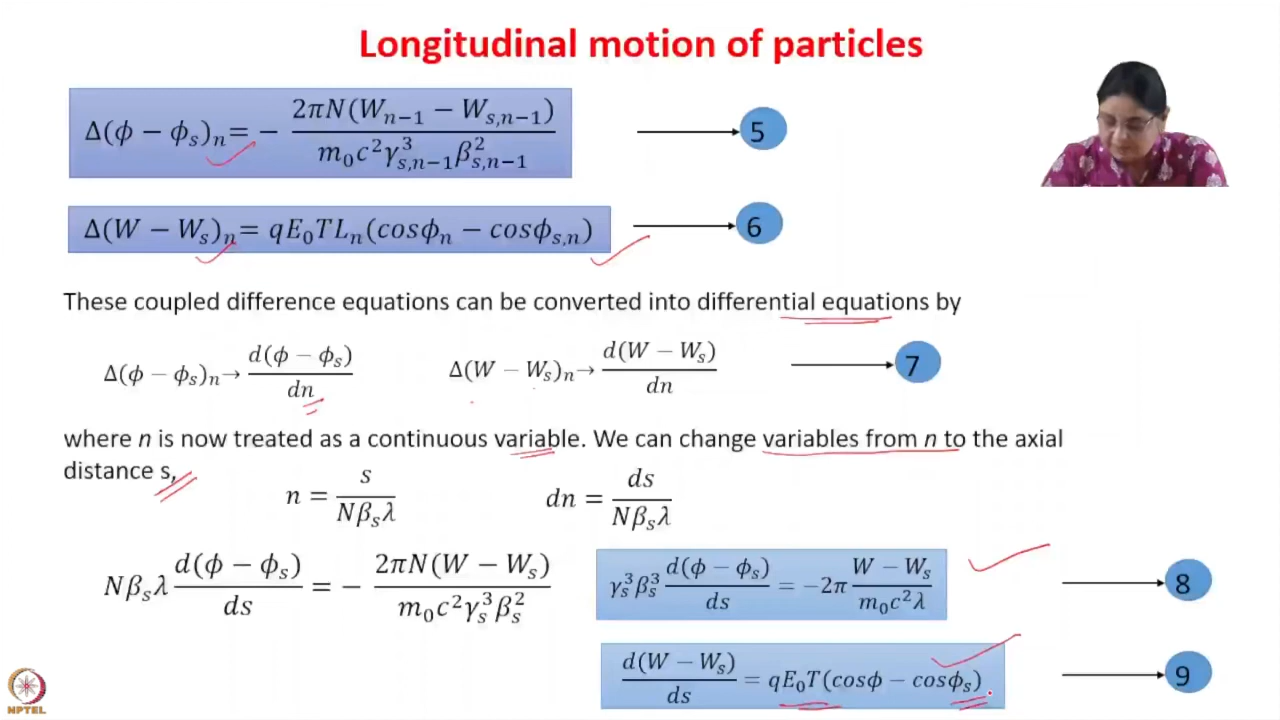 Longitudinal motion of particles
Δ(ϕ − ϕₛ)ₙ = − 2πN(Wₙ₋₁ − Wₛ,ₙ₋₁) / m₀c²γ³ₛ,ₙ₋₁β²ₛ,ₙ₋₁ 5
Δ(W − Wₛ)ₙ = qE₀TLₙ(cosϕₙ − cosϕₛ,ₙ) 6
These coupled difference equations can be converted into differential equations by
Δ(ϕ − ϕₛ)ₙ → d(ϕ − ϕₛ) / dn Δ(W − Wₛ)ₙ → d(W − Wₛ) / dn 7
where n is now treated as a continuous variable. We can change variables from n to the axial
distance s,
n = s / Nβₛλ dn = ds / Nβₛλ
Nβₛλ d(ϕ − ϕₛ) / ds = − 2πN(W − Wₛ) / m₀c²γₛ³βₛ² γₛ³βₛ³ d(ϕ − ϕₛ) / ds = −2π W − Wₛ / m₀c²λ 8
d(W − Wₛ) / ds = qE₀T(cosϕ − cosϕₛ) 9
NPTEL